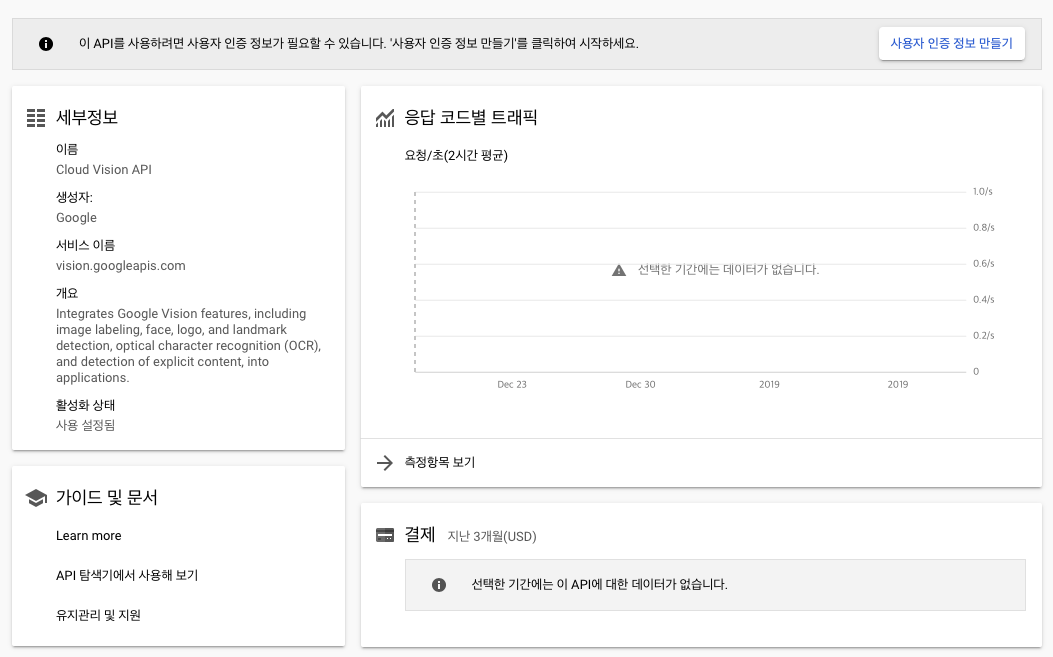 이 API를 사용하려면 사용자 인증 정보가 필요할 수 있습니다. '사용자 인증 정보 만들기'를 클릭하여 시작하세요.
사용자 인증 정보 만들기
세부정보
이름
Cloud Vision API
생성자:
Google
서비스 이름
vision.googleapis.com
개요
Integrates Google Vision features, including
image labeling, face, logo, and landmark
detection, optical character recognition (OCR),
and detection of explicit content, into
applications.
활성화 상태
사용 설정됨
가이드 및 문서
Learn more
API 탐색기에서 사용해 보기
유지관리 및 지원
응답 코드별 트래픽
요청/초(2시간 평균)
1.0/s
0.8/s
0.6/s
선택한 기간에는 데이터가 없습니다.
0.4/s
0.2/s
0
Dec 23
Dec 30
2019
2019
측정항목 보기
결제 지난 3개월(USD)
선택한 기간에는 이 API에 대한 데이터가 없습니다.